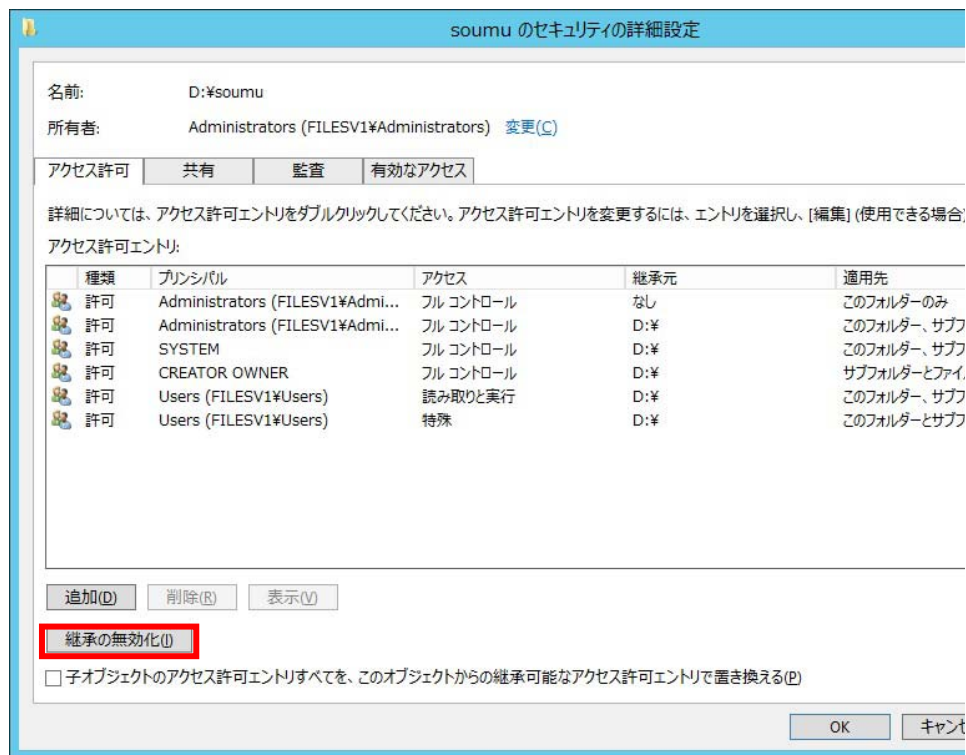 soumu のセキュリティの詳細設定
名前: D:¥soumu
所有者: Administrators (FILESV1¥Administrators) 変更(C)
アクセス許可 共有 監査 有効なアクセス
詳細については、アクセス許可エントリをダブルクリックしてください。アクセス許可エントリを変更するには、エントリを選択し、[編集] (使用できる場合)
アクセス許可エントリ:
種類 プリンシパル アクセス 継承元 適用先
許可 Administrators (FILESV1¥Admi... フル コントロール なし このフォルダーのみ
許可 Administrators (FILESV1¥Admi... フル コントロール D:¥ このフォルダー、サブフ
許可 SYSTEM フル コントロール D:¥ このフォルダー、サブフ
許可 CREATOR OWNER フル コントロール D:¥ サブフォルダーとファイ
許可 Users (FILESV1¥Users) 読み取りと実行 D:¥ このフォルダー、サブフ
許可 Users (FILESV1¥Users) 特殊 D:¥ このフォルダーとサブフ
追加(D) 削除(R) 表示(V)
継承の無効化(I)
子オブジェクトのアクセス許可エントリすべてを、このオブジェクトからの継承可能なアクセス許可エントリで置き換える(P)
OK キャンセ